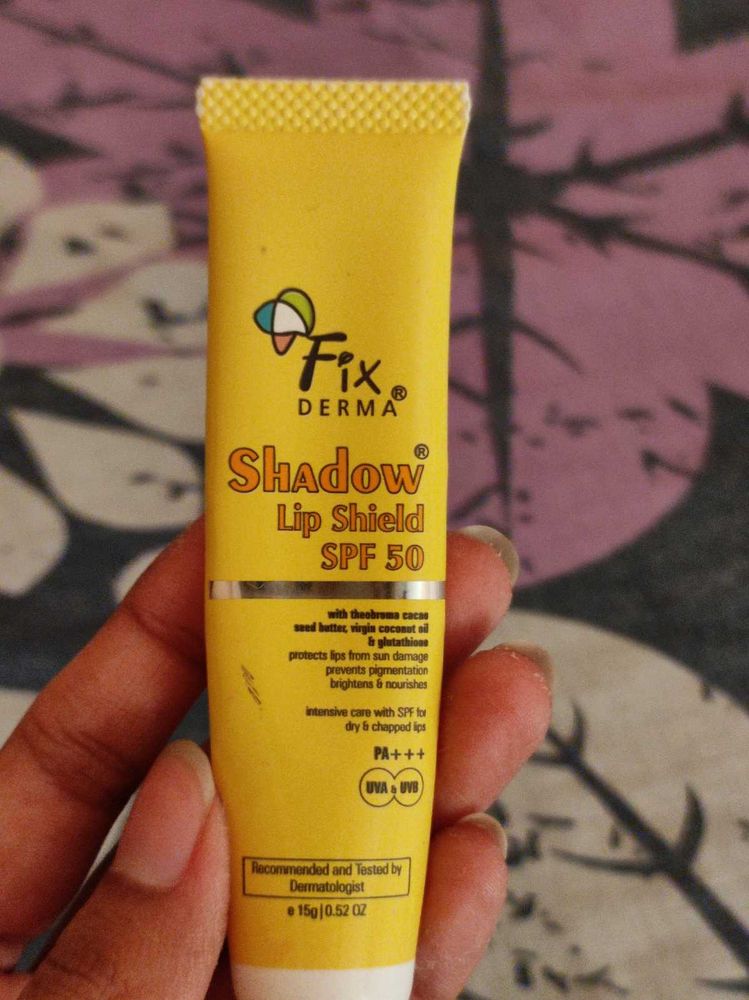 Fix
DERMA®
Shadow®
Lip Shield
SPF 50
with theobroma cacao
seed butter, virgin coconut oil
& glutathione
protects lips from sun damage
prevents pigmentation
brightens & nourishes
intensive care with SPF for
dry & chapped lips
PA+++
UVA & UVB
Recommended and Tested by
Dermatologist
e 15g|0.52 OZ